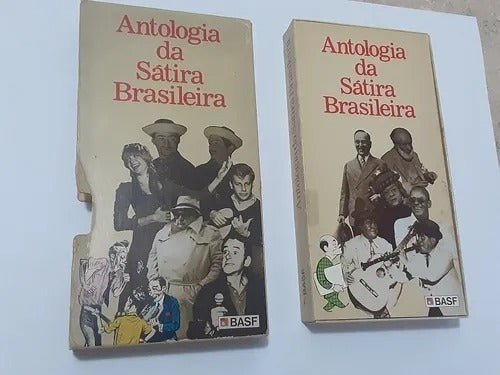 Antologia
da
Sátira
Brasileira
BASF
Antologia
da
Sátira
Brasileira
BASF